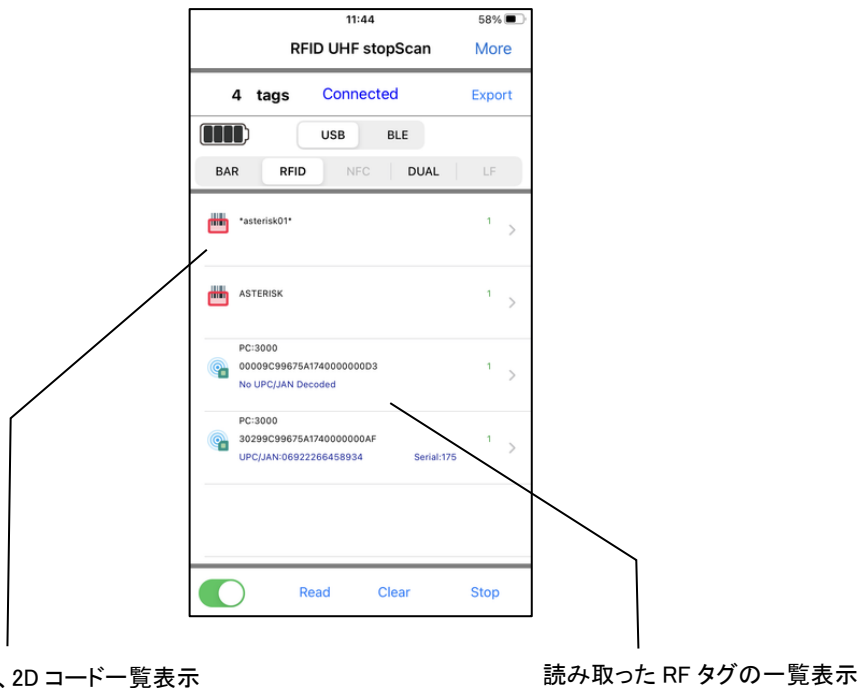 11:44 58%
RFID UHF stopScan More
4 tags Connected Export
USB BLE
BAR RFID NFC DUAL LF
*asterisk01* 1
ASTERISK 1
PC:3000
00009C99675A1740000000D3 1
No UPC/JAN Decoded
PC:3000
30299C99675A1740000000AF 1
UPC/JAN:06922266458934 Serial:175
Read Clear Stop
、2D コード一覧表示
読み取った RF タグの一覧表示